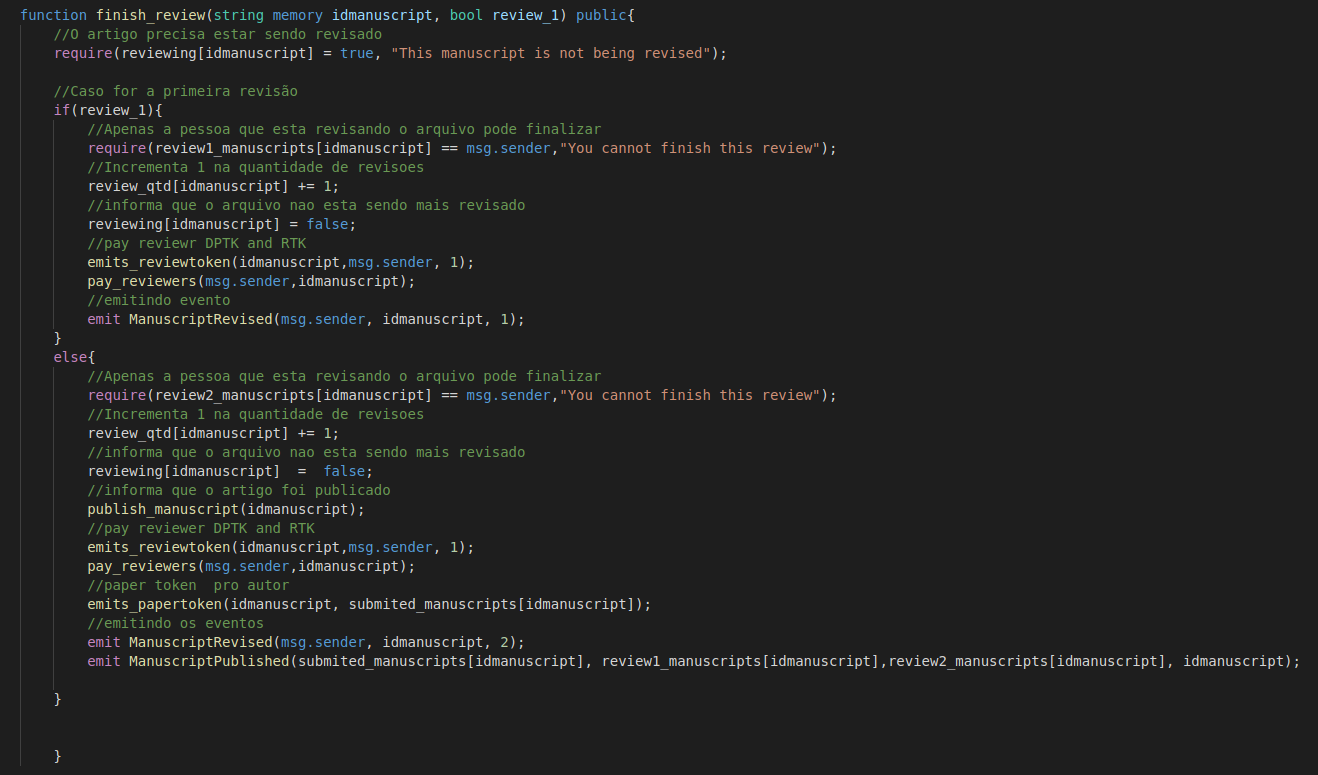 function finish_review(string memory idmanuscript, bool review_1) public{
//O artigo precisa estar sendo revisado
require(reviewing[idmanuscript] = true, "This manuscript is not being revised");
//Caso for a primeira revisão
if(review_1){
//Apenas a pessoa que esta revisando o arquivo pode finalizar
require(review1_manuscripts[idmanuscript] == msg.sender,"You cannot finish this review");
//Incrementa 1 na quantidade de revisoes
review_qtd[idmanuscript] += 1;
//informa que o arquivo nao esta sendo mais revisado
reviewing[idmanuscript] = false;
//pay reviewr DPTK and RTK
emits_reviewtoken(idmanuscript,msg.sender, 1);
pay_reviewers(msg.sender,idmanuscript);
//emitindo evento
emit ManuscriptRevised(msg.sender, idmanuscript, 1);
}
else{
//Apenas a pessoa que esta revisando o arquivo pode finalizar
require(review2_manuscripts[idmanuscript] == msg.sender,"You cannot finish this review");
//Incrementa 1 na quantidade de revisoes
review_qtd[idmanuscript] += 1;
//informa que o arquivo nao esta sendo mais revisado
reviewing[idmanuscript]  =  false;
//informa que o artigo foi publicado
publish_manuscript(idmanuscript);
//pay reviewer DPTK and RTK
emits_reviewtoken(idmanuscript,msg.sender, 1);
pay_reviewers(msg.sender,idmanuscript);
//paper token  pro autor
emits_papertoken(idmanuscript, submited_manuscripts[idmanuscript]);
//emitindo os eventos
emit ManuscriptRevised(msg.sender, idmanuscript, 2);
emit ManuscriptPublished(submited_manuscripts[idmanuscript], review1_manuscripts[idmanuscript],review2_manuscripts[idmanuscript], idmanuscript);
}
}